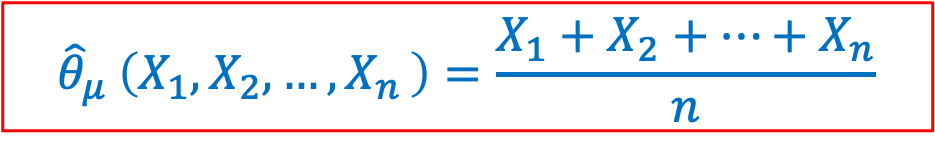 θ̂_μ (X_1, X_2, … , X_n ) = (X_1 + X_2 + ⋯ + X_n) / n